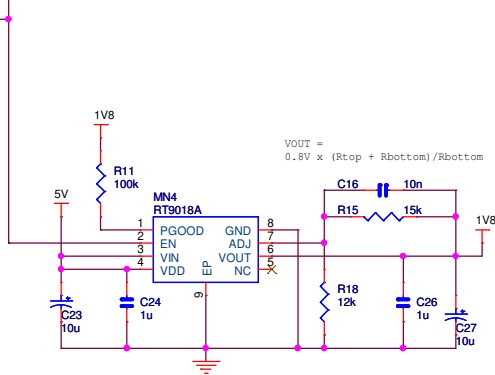 1V8
VOUT =
0.8V x (Rtop + Rbottom)/Rbottom
R11
100k
C16 10n
5V
MN4
RT9018A
R15 15k
1V8
1 PGOOD GND 8
2 EN ADJ 7
3 VIN VOUT 6
4 VDD NC 5
EP
9
R18
12k
C23
10u
C24
1u
C26
1u
C27
10u